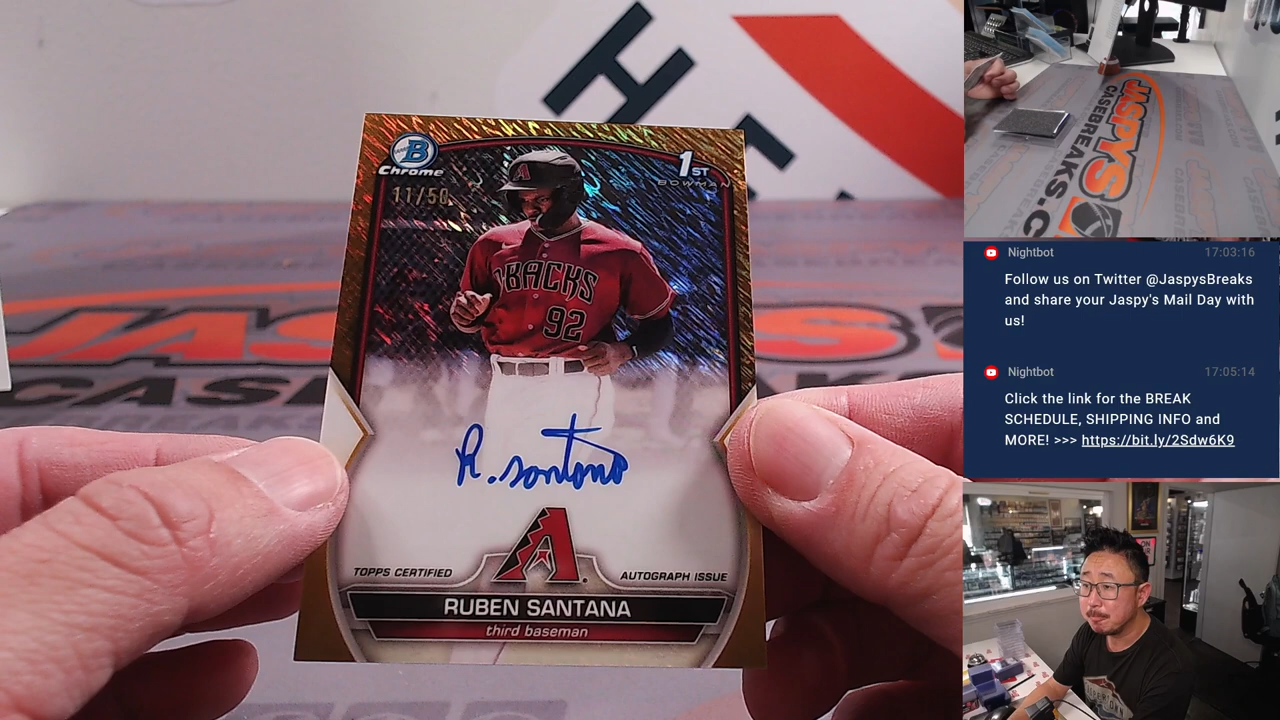 B
Chrome
1ST
BOWMAN
11/50
A
DBACKS
92
R. Santana
A
TOPPS CERTIFIED
AUTOGRAPH ISSUE
RUBEN SANTANA
third baseman
JASPYS
CASEBREAKS.C
Nightbot
17:03:16
Follow us on Twitter @JaspysBreaks
and share your Jaspy's Mail Day with
us!
Nightbot
17:05:14
Click the link for the BREAK
SCHEDULE, SHIPPING INFO and
MORE! >>> https://bit.ly/2Sdw6K9